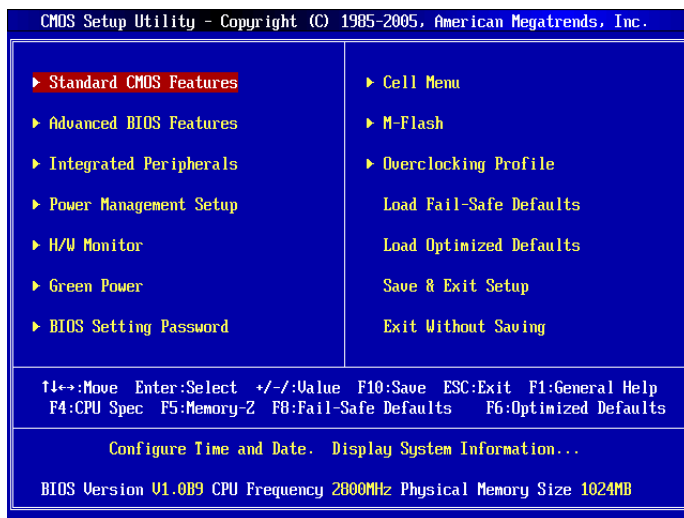 CMOS Setup Utility - Copyright (C) 1985-2005, American Megatrends, Inc.
Standard CMOS Features
Advanced BIOS Features
Integrated Peripherals
Power Management Setup
H/W Monitor
Green Power
BIOS Setting Password
Cell Menu
M-Flash
Overclocking Profile
Load Fail-Safe Defaults
Load Optimized Defaults
Save & Exit Setup
Exit Without Saving
↑↓←→:Move Enter:Select +/-/:Value F10:Save ESC:Exit F1:General Help
F4:CPU Spec F5:Memory-Z F8:Fail-Safe Defaults F6:Optimized Defaults
Configure Time and Date. Display System Information...
BIOS Version V1.0B9 CPU Frequency 2800MHz Physical Memory Size 1024MB